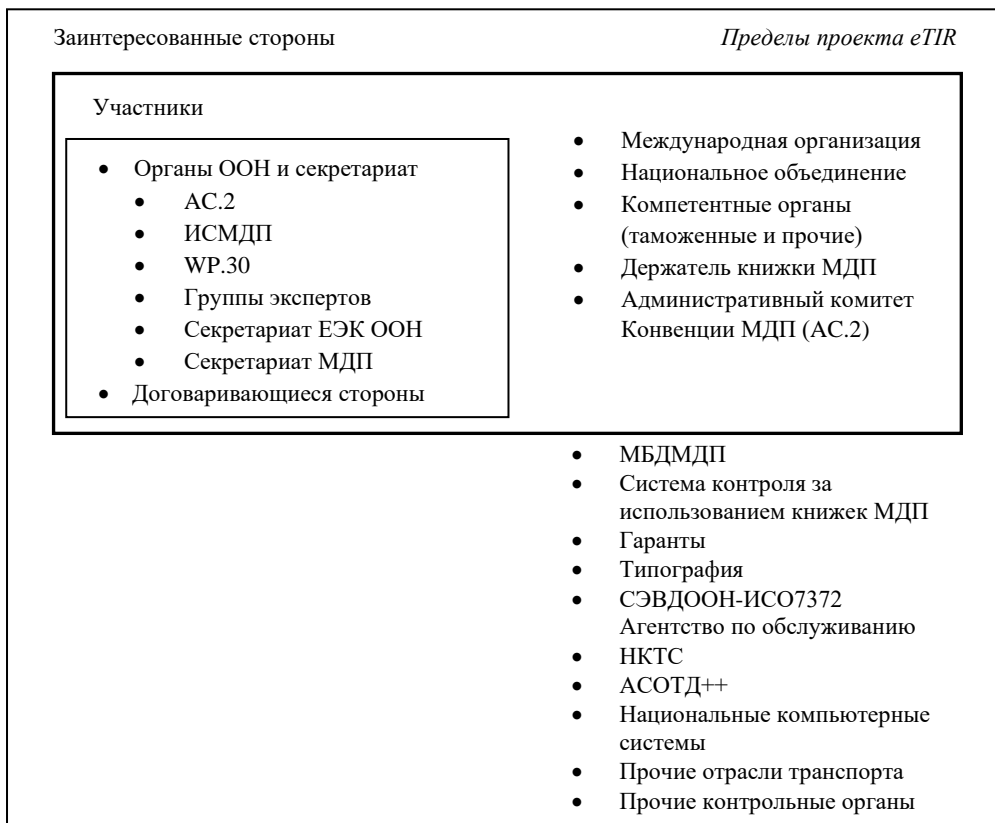 Заинтересованные стороны
Пределы проекта eTIR
Участники
• Органы ООН и секретариат
• AC.2
• ИСМДП
• WP.30
• Группы экспертов
• Секретариат ЕЭК ООН
• Секретариат МДП
• Договаривающиеся стороны
• Международная организация
• Национальное объединение
• Компетентные органы
(таможенные и прочие)
• Держатель книжки МДП
• Административный комитет
Конвенции МДП (AC.2)
• МБДМДП
• Система контроля за
использованием книжек МДП
• Гаранты
• Типография
• СЭВДООН-ИСО7372
Агентство по обслуживанию
• НКТС
• АСОТД++
• Национальные компьютерные
системы
• Прочие отрасли транспорта
• Прочие контрольные органы